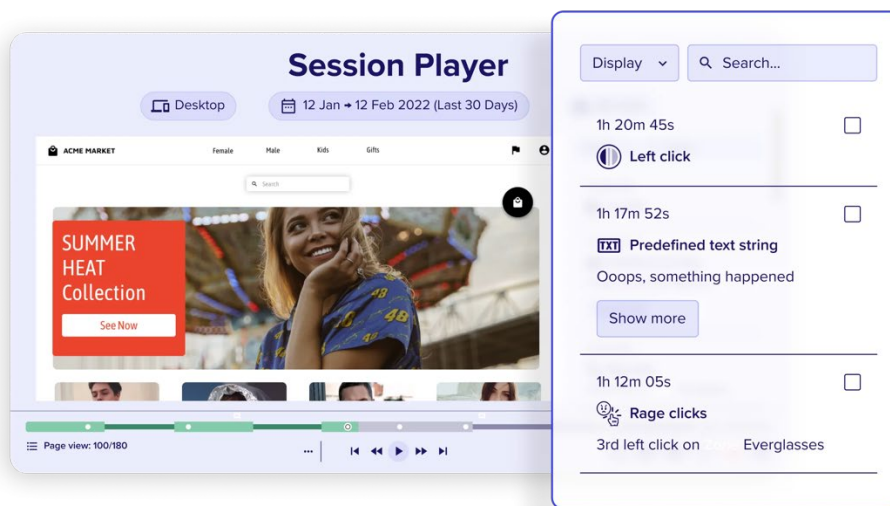 Session Player
Desktop
12 Jan → 12 Feb 2022 (Last 30 Days)
ACME MARKET
Female
Male
Kids
Gifts
Search
SUMMER
HEAT
Collection
See Now
Page view: 100/180
Display
Search...
1h 20m 45s
Left click
1h 17m 52s
TXT Predefined text string
Ooops, something happened
Show more
1h 12m 05s
Rage clicks
3rd left click on Everglasses